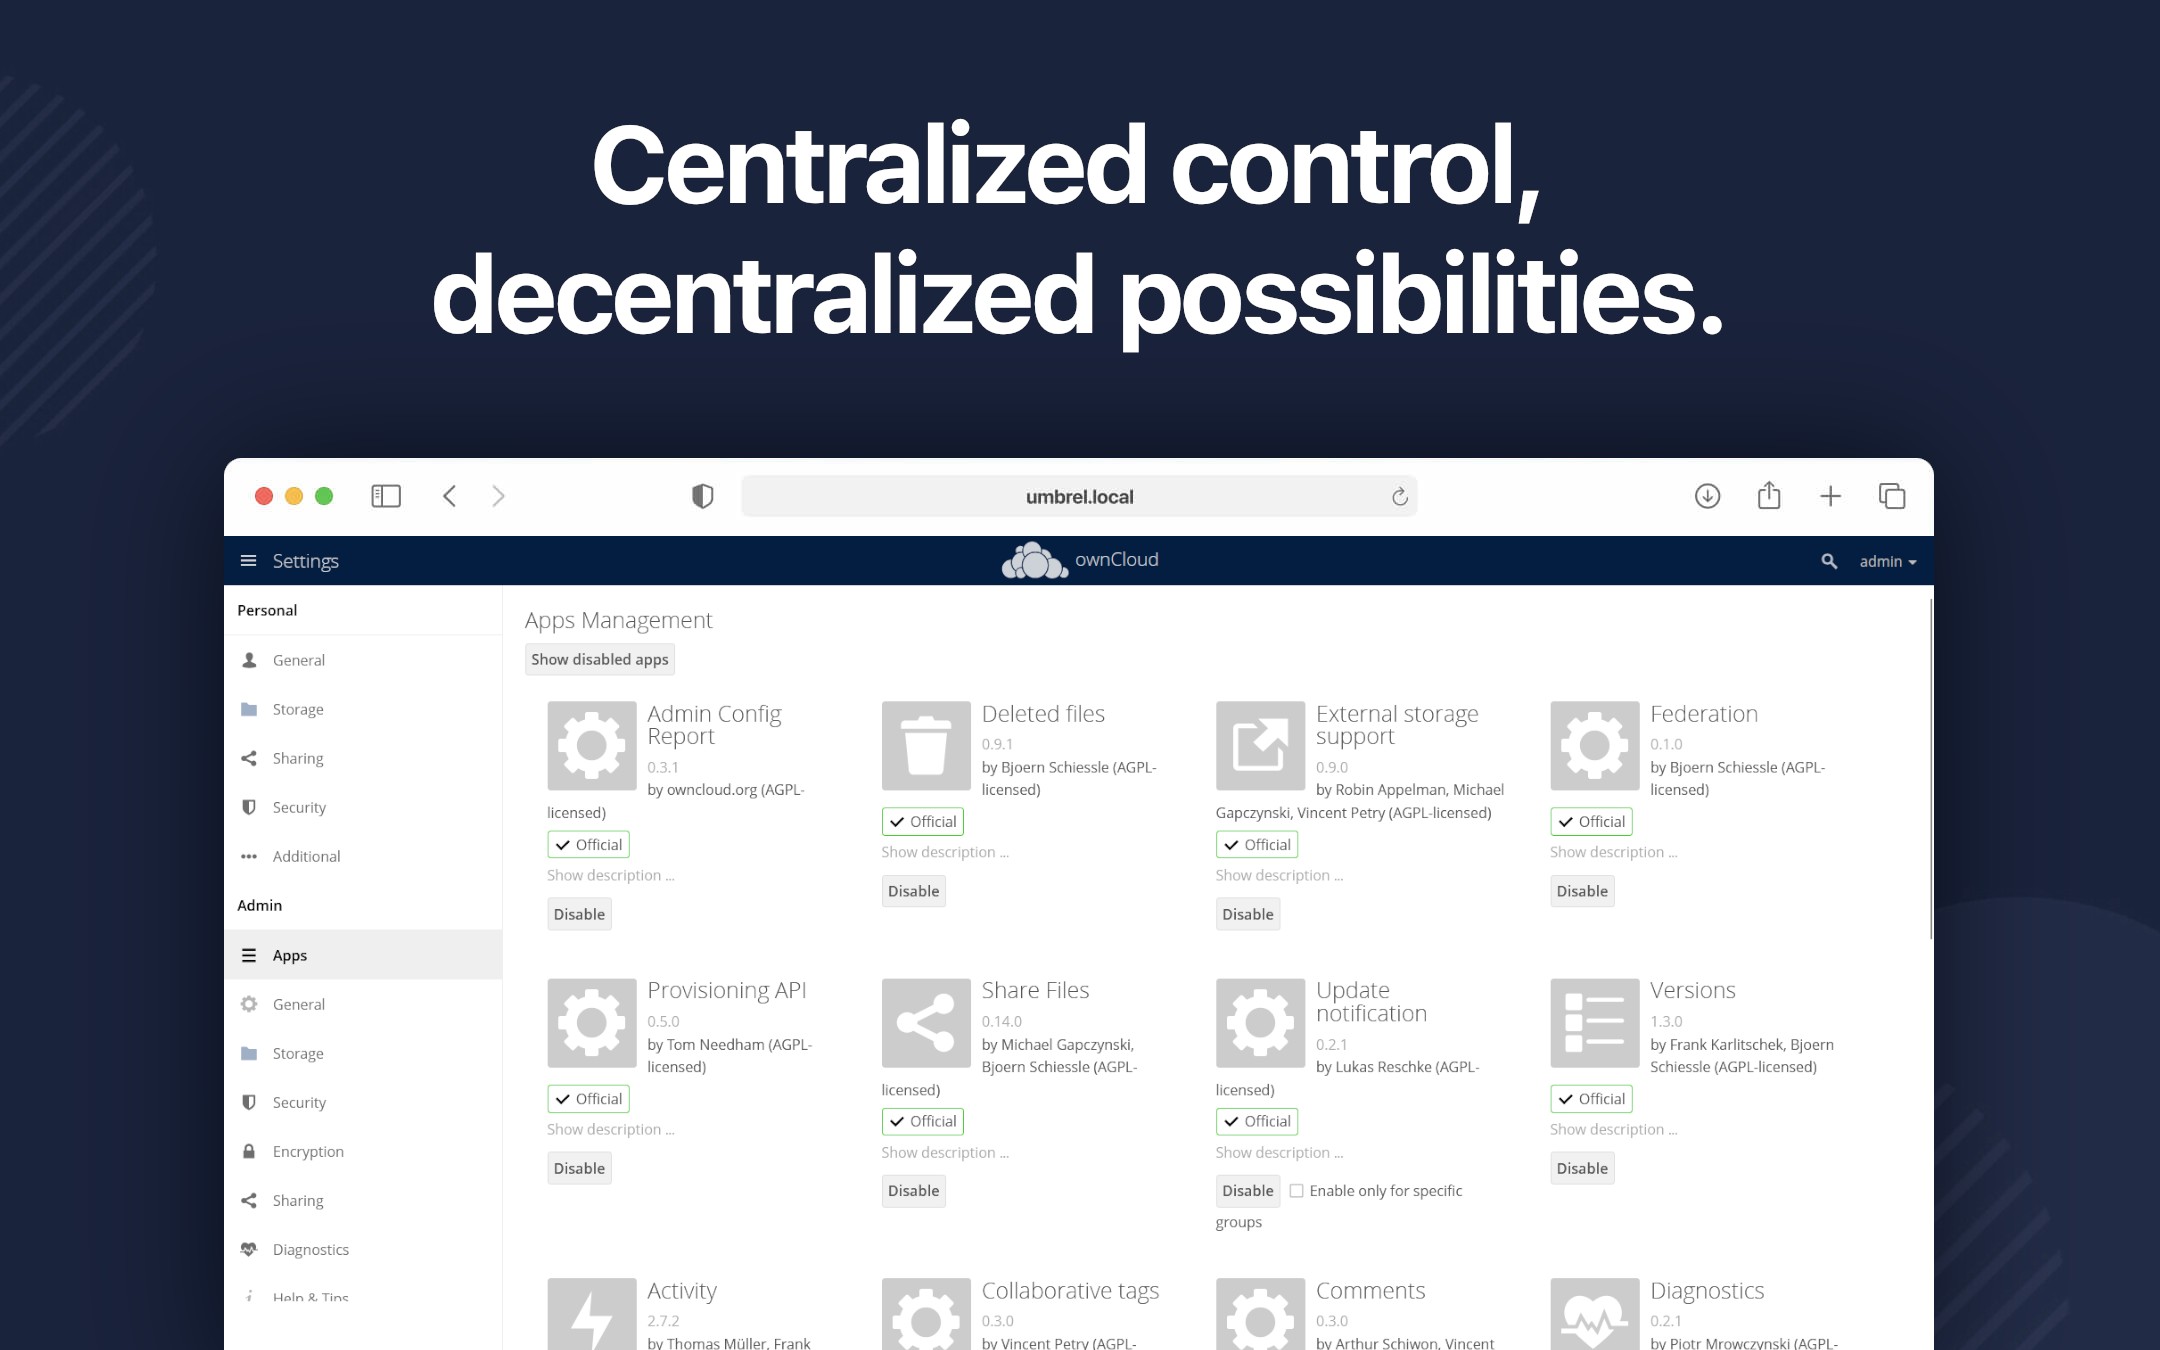 Centralized control,
decentralized possibilities.
umbrel.local
Settings
ownCloud
admin
Personal
General
Storage
Sharing
Security
Additional
Admin
Apps
General
Storage
Security
Encryption
Sharing
Diagnostics
Help & Tips
Apps Management
Show disabled apps
Admin Config
Report
0.3.1
by owncloud.org (AGPL-
licensed)
Official
Show description ...
Disable
Deleted files
0.9.1
by Bjoern Schiessle (AGPL-
licensed)
Official
Show description ...
Disable
External storage
support
0.9.0
by Robin Appelman, Michael
Gapczynski, Vincent Petry (AGPL-licensed)
Official
Show description ...
Disable
Federation
0.1.0
by Bjoern Schiessle (AGPL-
licensed)
Official
Show description ...
Disable
Provisioning API
0.5.0
by Tom Needham (AGPL-
licensed)
Official
Show description ...
Disable
Share Files
0.14.0
by Michael Gapczynski,
Bjoern Schiessle (AGPL-
licensed)
Official
Show description ...
Disable
Update
notification
0.2.1
by Lukas Reschke (AGPL-
licensed)
Official
Show description ...
Disable Enable only for specific
groups
Versions
1.3.0
by Frank Karlitschek, Bjoern
Schiessle (AGPL-licensed)
Official
Show description ...
Disable
Activity
2.7.2
by Thomas Müller, Frank
Collaborative tags
0.3.0
by Vincent Petry (AGPL-
Comments
0.3.0
by Arthur Schiwon, Vincent
Diagnostics
0.2.1
by Piotr Mrowczynski (AGPL-